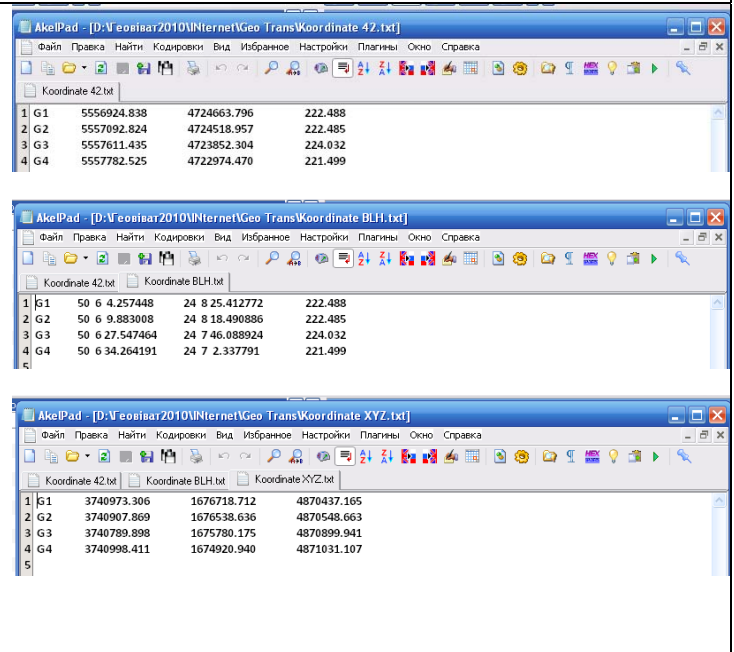 AkelPad - [D:\Геовіват2010\INternet\Geo Trans\Koordinate 42.txt]
Файл Правка Найти Кодировки Вид Избранное Настройки Плагины Окно Справка
Koordinate 42.txt
1 G1 5556924.838 4724663.796 222.488
2 G2 5557092.824 4724518.957 222.485
3 G3 5557611.435 4723852.304 224.032
4 G4 5557782.525 4722974.470 221.499
AkelPad - [D:\Геовіват2010\INternet\Geo Trans\Koordinate BLH.txt]
Файл Правка Найти Кодировки Вид Избранное Настройки Плагины Окно Справка
Koordinate 42.txt Koordinate BLH.txt
1 G1 50 6 4.257448 24 8 25.412772 222.488
2 G2 50 6 9.883008 24 8 18.490886 222.485
3 G3 50 6 27.547464 24 7 46.088924 224.032
4 G4 50 6 34.264191 24 7 2.337791 221.499
5
AkelPad - [D:\Геовіват2010\INternet\Geo Trans\Koordinate XYZ.txt]
Файл Правка Найти Кодировки Вид Избранное Настройки Плагины Окно Справка
Koordinate 42.txt Koordinate BLH.txt Koordinate XYZ.txt
1 G1 3740973.306 1676718.712 4870437.165
2 G2 3740907.869 1676538.636 4870548.663
3 G3 3740789.898 1675780.175 4870899.941
4 G4 3740998.411 1674920.940 4871031.107
5